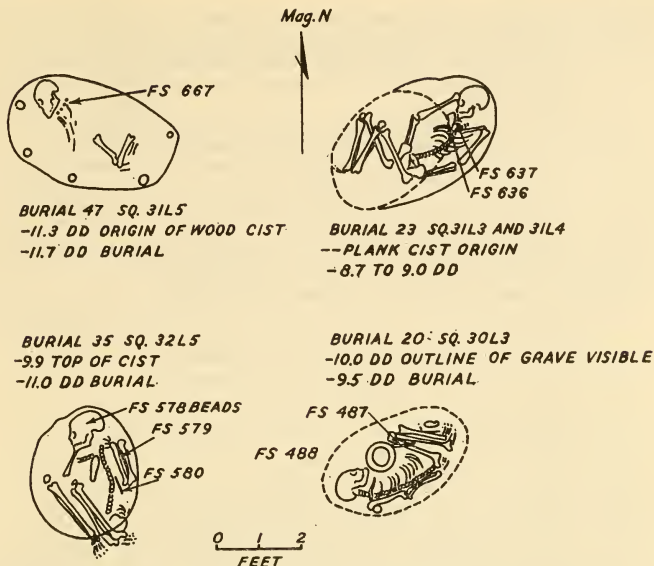 Mag. N
FS 667
BURIAL 47 SQ. 31L5
-11.3 DD ORIGIN OF WOOD CIST
-11.7 DD BURIAL
FS 637
FS 636
BURIAL 23 SQ.31L3 AND 31L4
--PLANK CIST ORIGIN
-8.7 TO 9.0 DD
BURIAL 35 SQ. 32L5
-9.9 TOP OF CIST
-11.0 DD BURIAL
FS 578 BEADS
FS 579
FS 580
BURIAL 20- SQ. 30L3
-10.0 DD OUTLINE OF GRAVE VISIBLE
-9.5 DD BURIAL
FS 487
FS 488
0 1 2
FEET